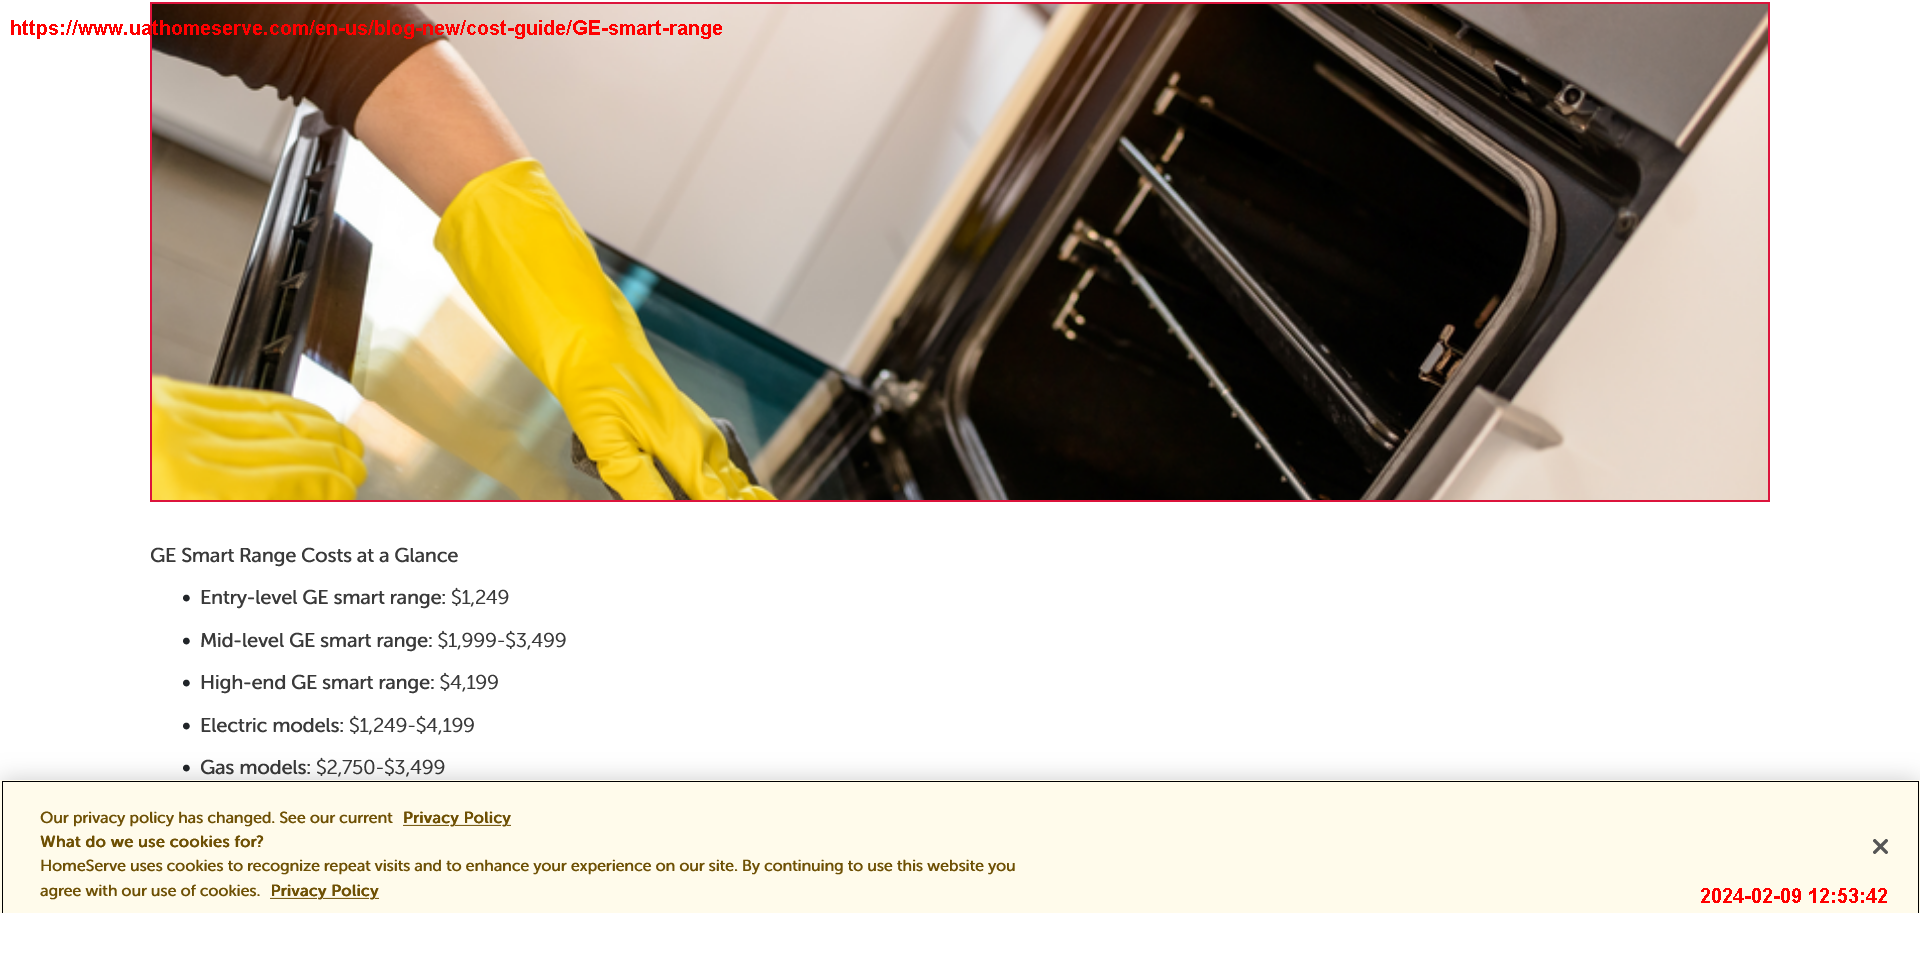 https://www.uathomeserve.com/en-us/blog-new/cost-guide/GE-smart-range
GE Smart Range Costs at a Glance
• Entry-level GE smart range: $1,249
• Mid-level GE smart range: $1,999-$3,499
• High-end GE smart range: $4,199
• Electric models: $1,249-$4,199
• Gas models: $2,750-$3,499
Our privacy policy has changed. See our current Privacy Policy
What do we use cookies for?
HomeServe uses cookies to recognize repeat visits and to enhance your experience on our site. By continuing to use this website you
agree with our use of cookies. Privacy Policy
2024-02-09 12:53:42